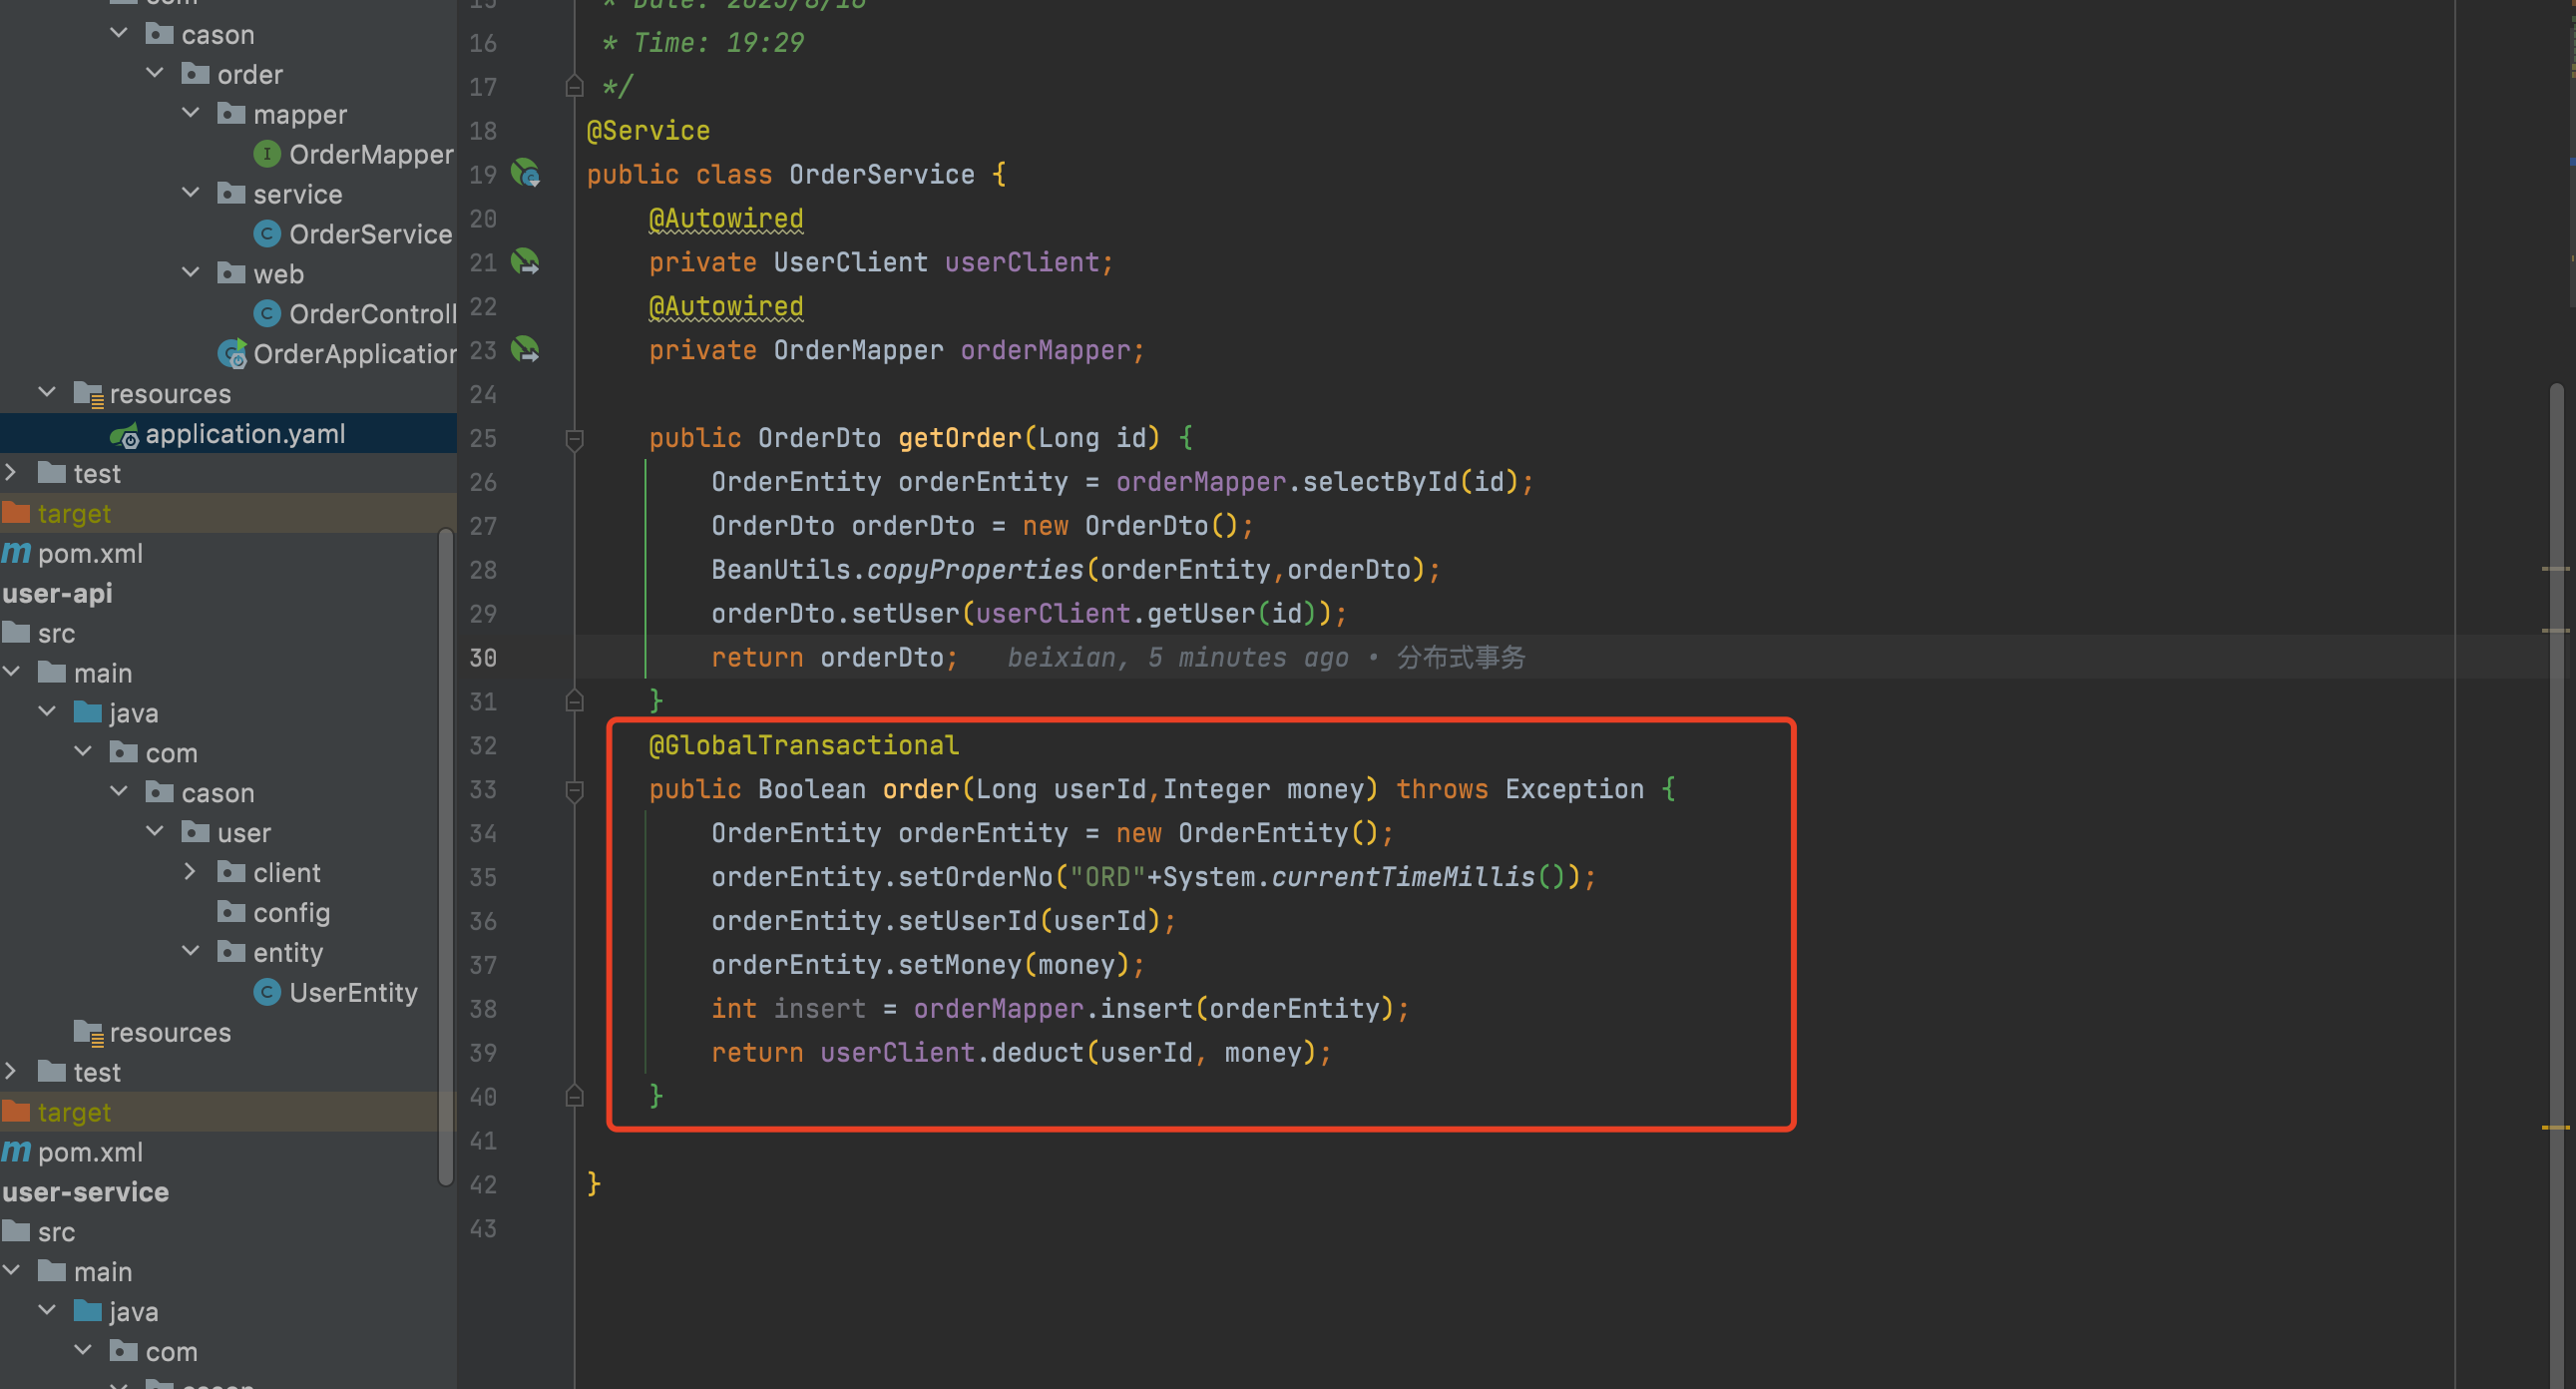 com
cason
order
mapper
OrderMapper
service
OrderService
web
OrderControll
OrderApplication
resources
application.yaml
test
target
pom.xml
user-api
src
main
java
com
cason
user
client
config
entity
UserEntity
resources
test
target
pom.xml
user-service
src
main
java
com
cason
16 * Time: 19:29
17 */
18 @Service
19 public class OrderService {
20 @Autowired
21 private UserClient userClient;
22 @Autowired
23 private OrderMapper orderMapper;
24
25 public OrderDto getOrder(Long id) {
26 OrderEntity orderEntity = orderMapper.selectById(id);
27 OrderDto orderDto = new OrderDto();
28 BeanUtils.copyProperties(orderEntity,orderDto);
29 orderDto.setUser(userClient.getUser(id));
30 return orderDto; beixian, 5 minutes ago • 分布式事务
31 }
32 @GlobalTransactional
33 public Boolean order(Long userId,Integer money) throws Exception {
34 OrderEntity orderEntity = new OrderEntity();
35 orderEntity.setOrderNo("ORD"+System.currentTimeMillis());
36 orderEntity.setUserId(userId);
37 orderEntity.setMoney(money);
38 int insert = orderMapper.insert(orderEntity);
39 return userClient.deduct(userId, money);
40 }
41
42 }
43